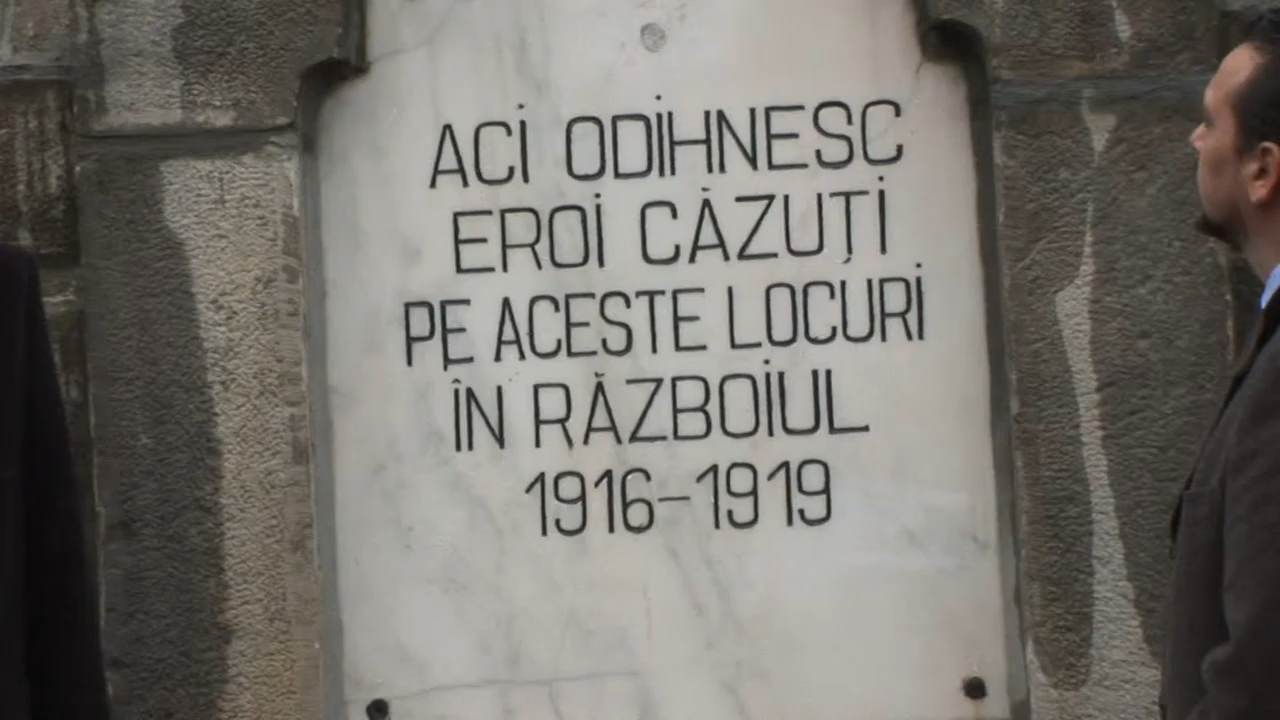 ACI ODIHNESC
EROI CĂZUȚI
PE ACESTE LOCURI
ÎN RĂZBOIUL
1916-1919